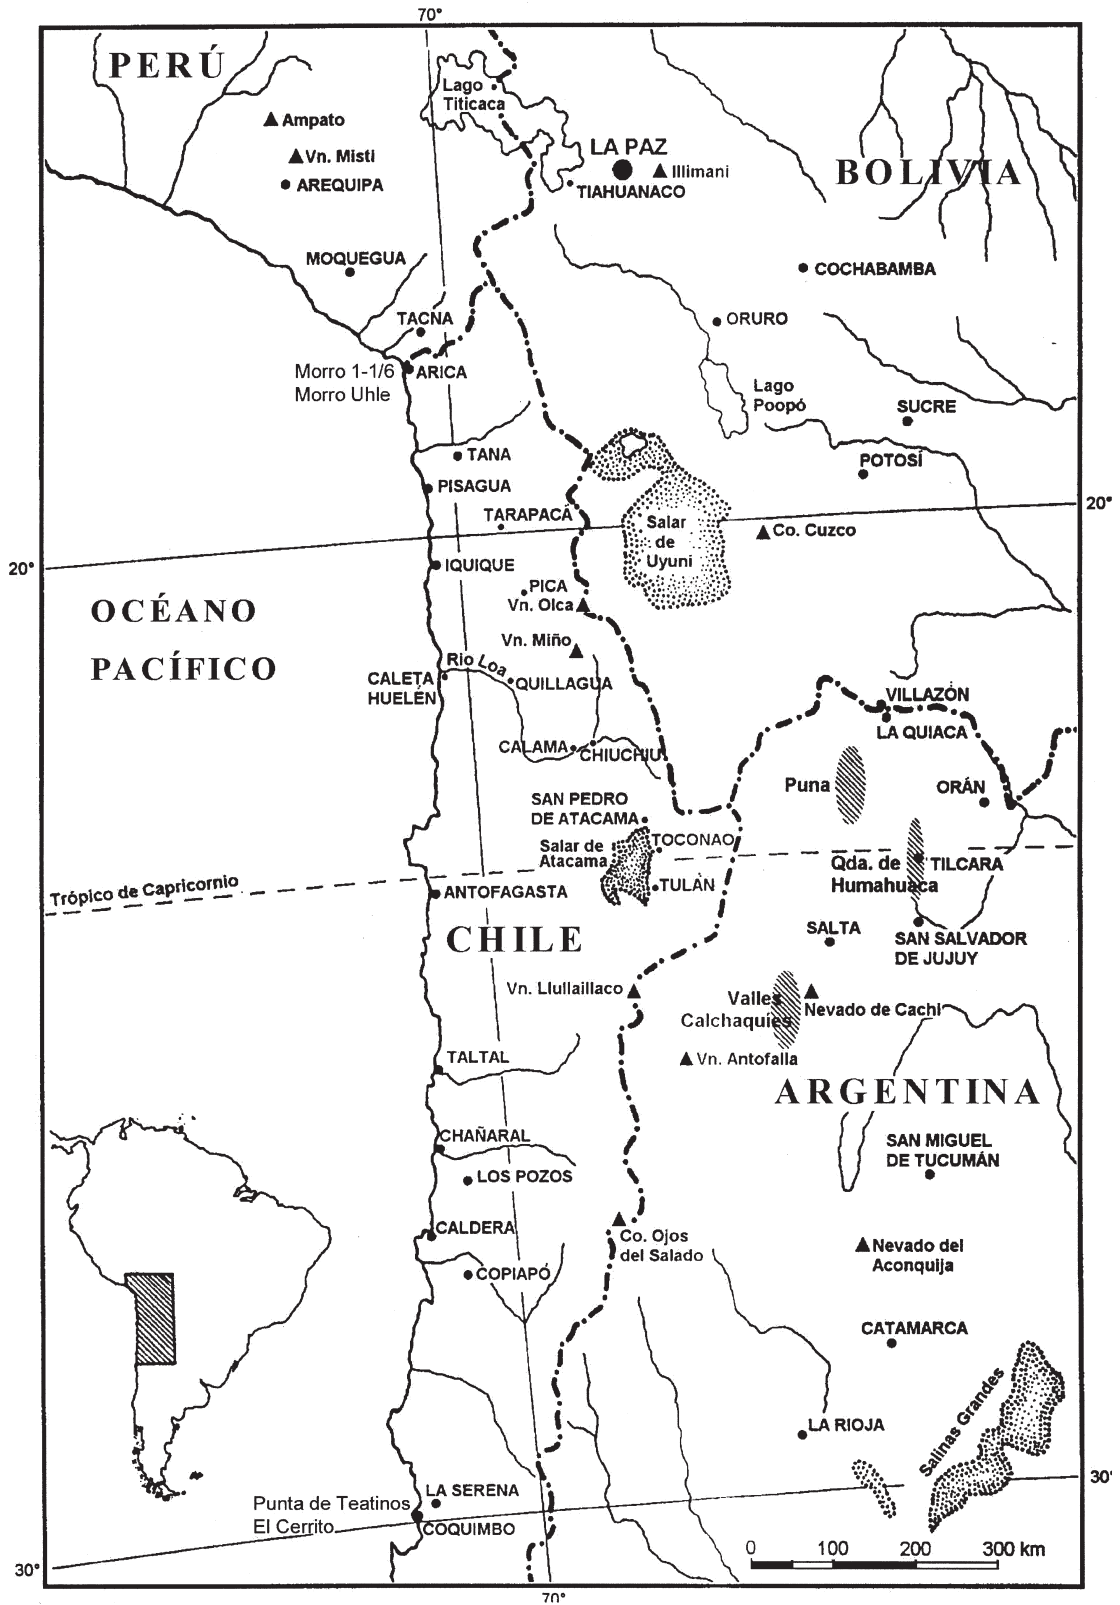 70°
PERÚ
Lago
Titicaca
Ampato
Vn. Misti
AREQUIPA
LA PAZ
Illimani
TIAHUANACO
BOLIVIA
MOQUEGUA
COCHABAMBA
TACNA
ORURO
Morro 1-1/6
Morro Uhle
ARICA
Lago
Poopó
SUCRE
TANA
POTOSÍ
PISAGUA
TARAPACÁ
20°
Salar
de
Uyuni
Co. Cuzco
20°
IQUIQUE
PICA
Vn. Olca
OCÉANO
PACÍFICO
Vn. Miño
Rio Loa
CALETA
HUELÉN
QUILLAGUA
VILLAZÓN
LA QUIACA
CALAMA
CHIUCHIU
Puna
ORÁN
SAN PEDRO
DE ATACAMA
TOCONAO
Salar de
Atacama
Qda. de
Humahuaca
TILCARA
Trópico de Capricornio
ANTOFAGASTA
TULÁN
CHILE
SALTA
SAN SALVADOR
DE JUJUY
Vn. Llullaillaco
Valles
Calchaquíes
Nevado de Cachi
Vn. Antofalla
TALTAL
ARGENTINA
CHAÑARAL
SAN MIGUEL
DE TUCUMÁN
LOS POZOS
CALDERA
Co. Ojos
del Salado
Nevado del
Aconquija
COPIAPÓ
CATAMARCA
Salinas Grandes
LA RIOJA
30°
LA SERENA
Punta de Teatinos
El Cerrito
COQUIMBO
0 100 200 300 km
30°
70°